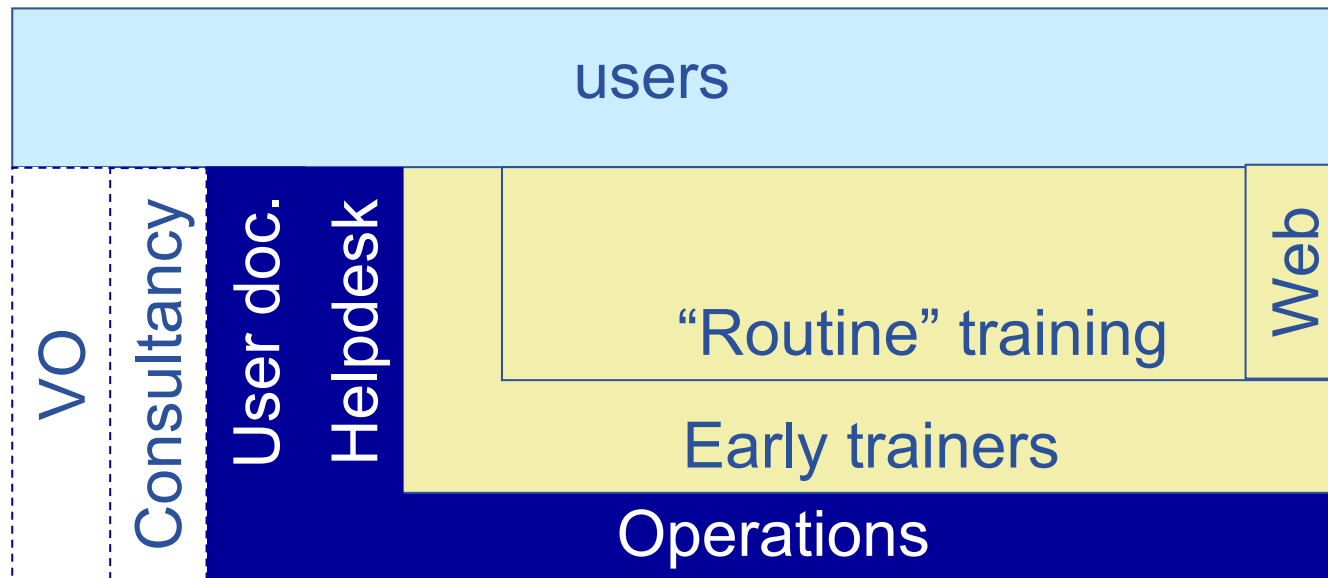 users
VO
Consultancy
User doc.
Helpdesk
“Routine” training
Web
Early trainers
Operations